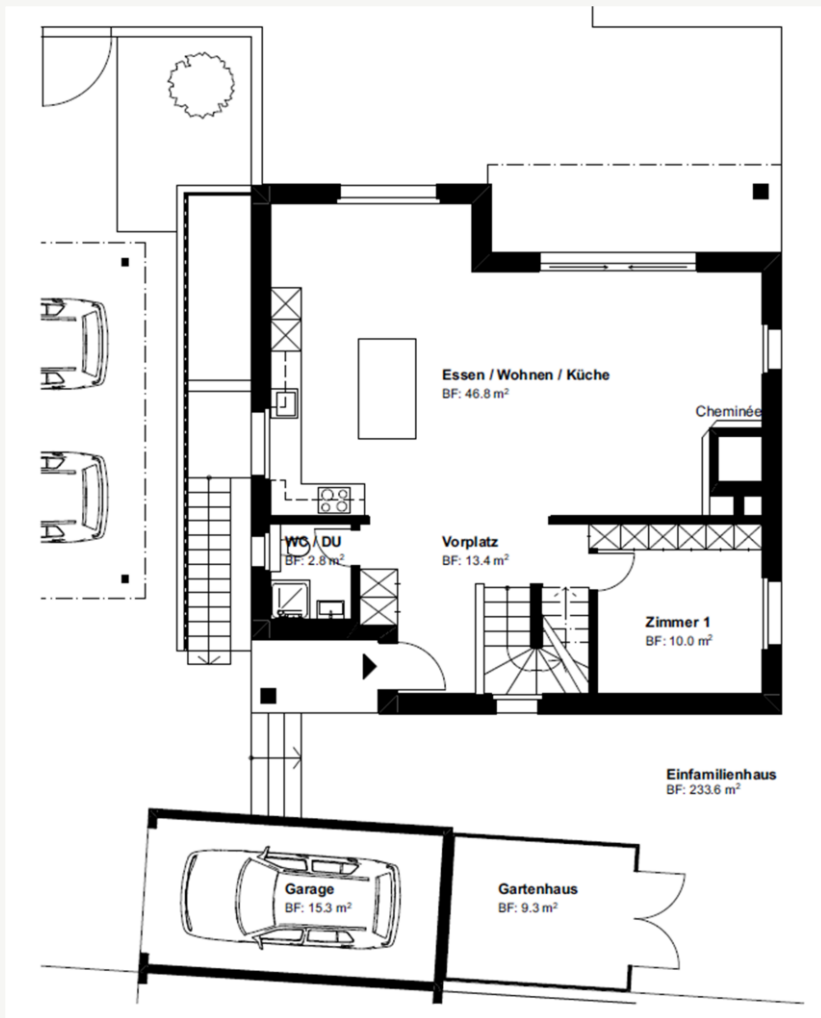 Essen / Wohnen / Küche
BF: 46.8 m²
Cheminée
WC / DU
BF: 2.8 m²
Vorplatz
BF: 13.4 m²
Zimmer 1
BF: 10.0 m²
Einfamilienhaus
BF: 233.6 m²
Garage
BF: 15.3 m²
Gartenhaus
BF: 9.3 m²